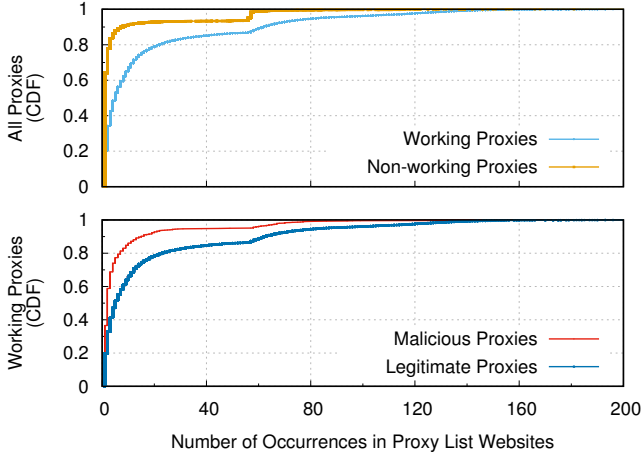 1
0.8
0.6
0.4
0.2
0
All Proxies
(CDF)
Working Proxies
Non-working Proxies
1
0.8
0.6
0.4
0.2
0
Working Proxies
(CDF)
Malicious Proxies
Legitimate Proxies
0 40 80 120 160 200
Number of Occurrences in Proxy List Websites